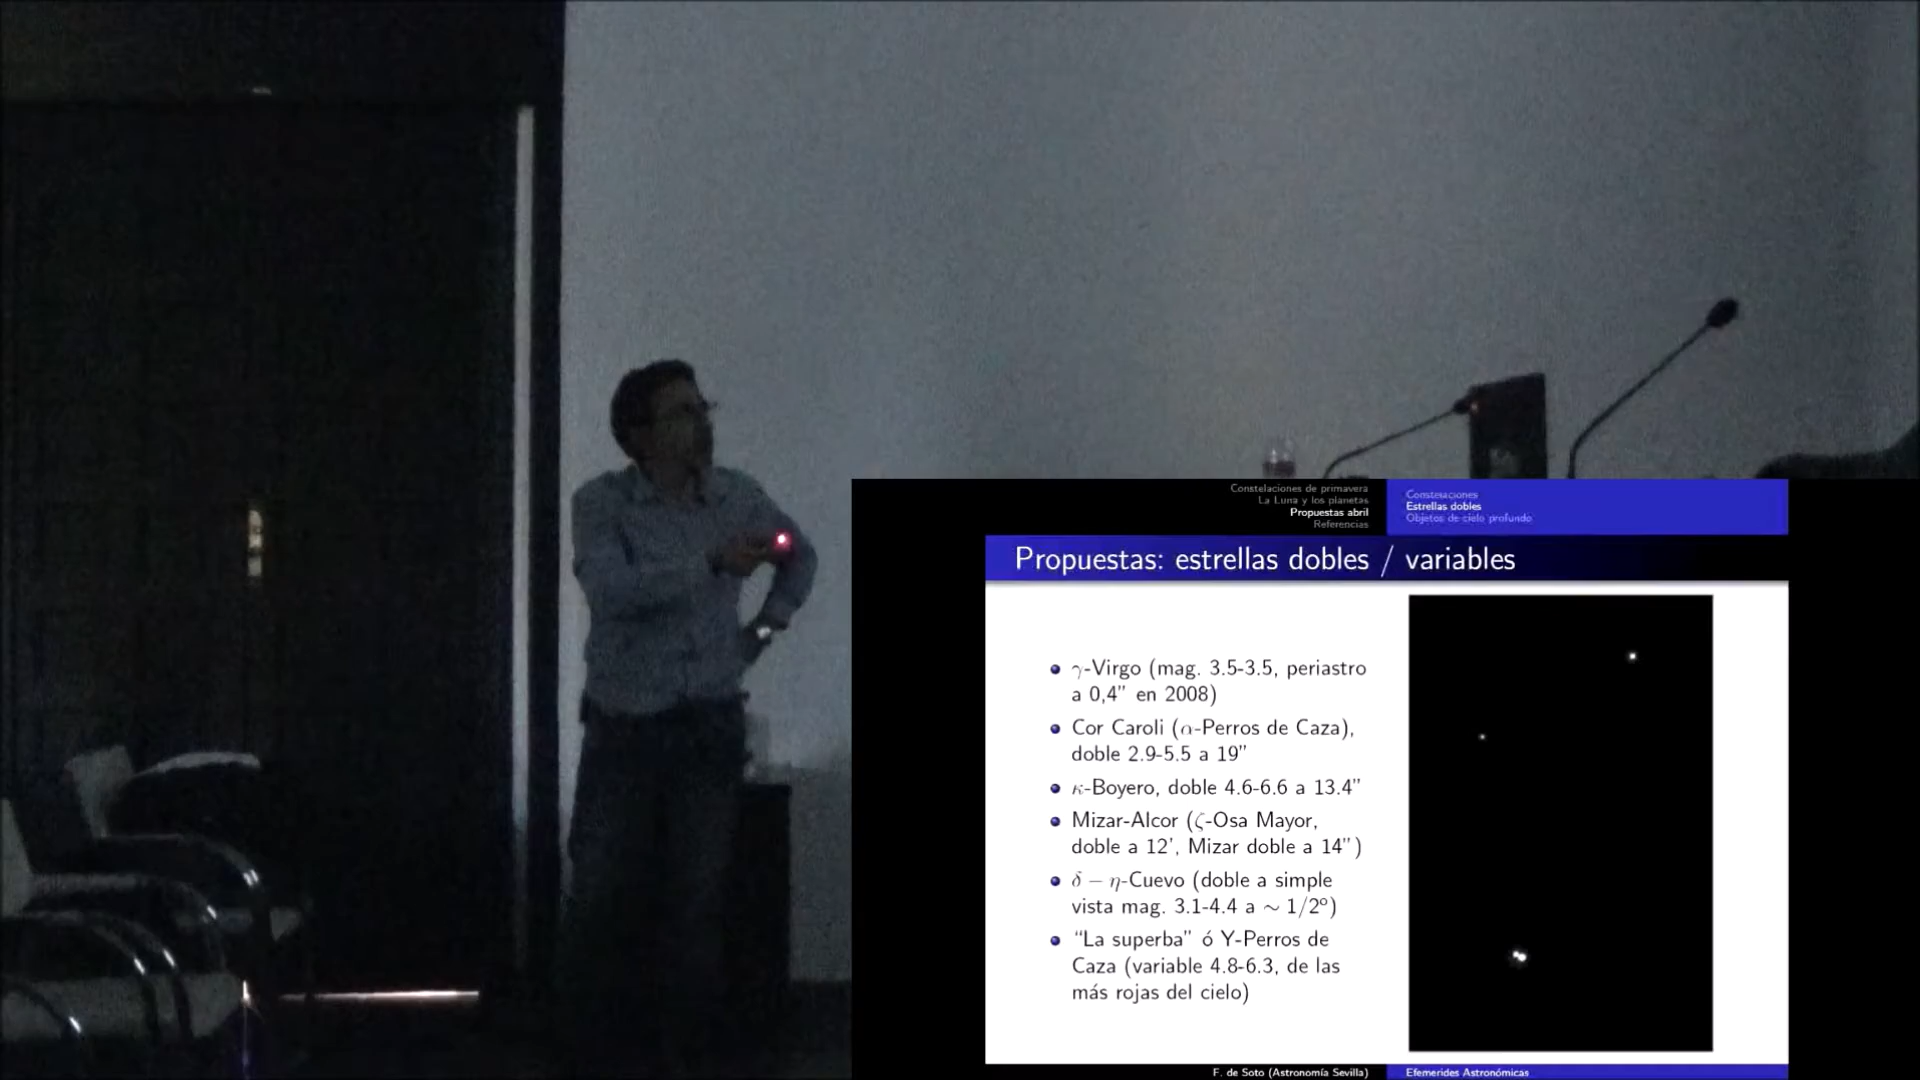 Constelaciones de primavera
La Luna y los planetas
Propuestas abril
Referencias
Constelaciones
Estrellas dobles
Objetos de cielo profundo
Propuestas: estrellas dobles / variables
γ-Virgo (mag. 3.5-3.5, periastro
a 0,4” en 2008)
Cor Caroli (α-Perros de Caza),
doble 2.9-5.5 a 19”
κ-Boyero, doble 4.6-6.6 a 13.4”
Mizar-Alcor (ζ-Osa Mayor,
doble a 12’, Mizar doble a 14”)
δ − η-Cuevo (doble a simple
vista mag. 3.1-4.4 a ∼ 1/2º)
“La superba” ó Y-Perros de
Caza (variable 4.8-6.3, de las
más rojas del cielo)
F. de Soto (Astronomía Sevilla)
Efemerides Astronómicas